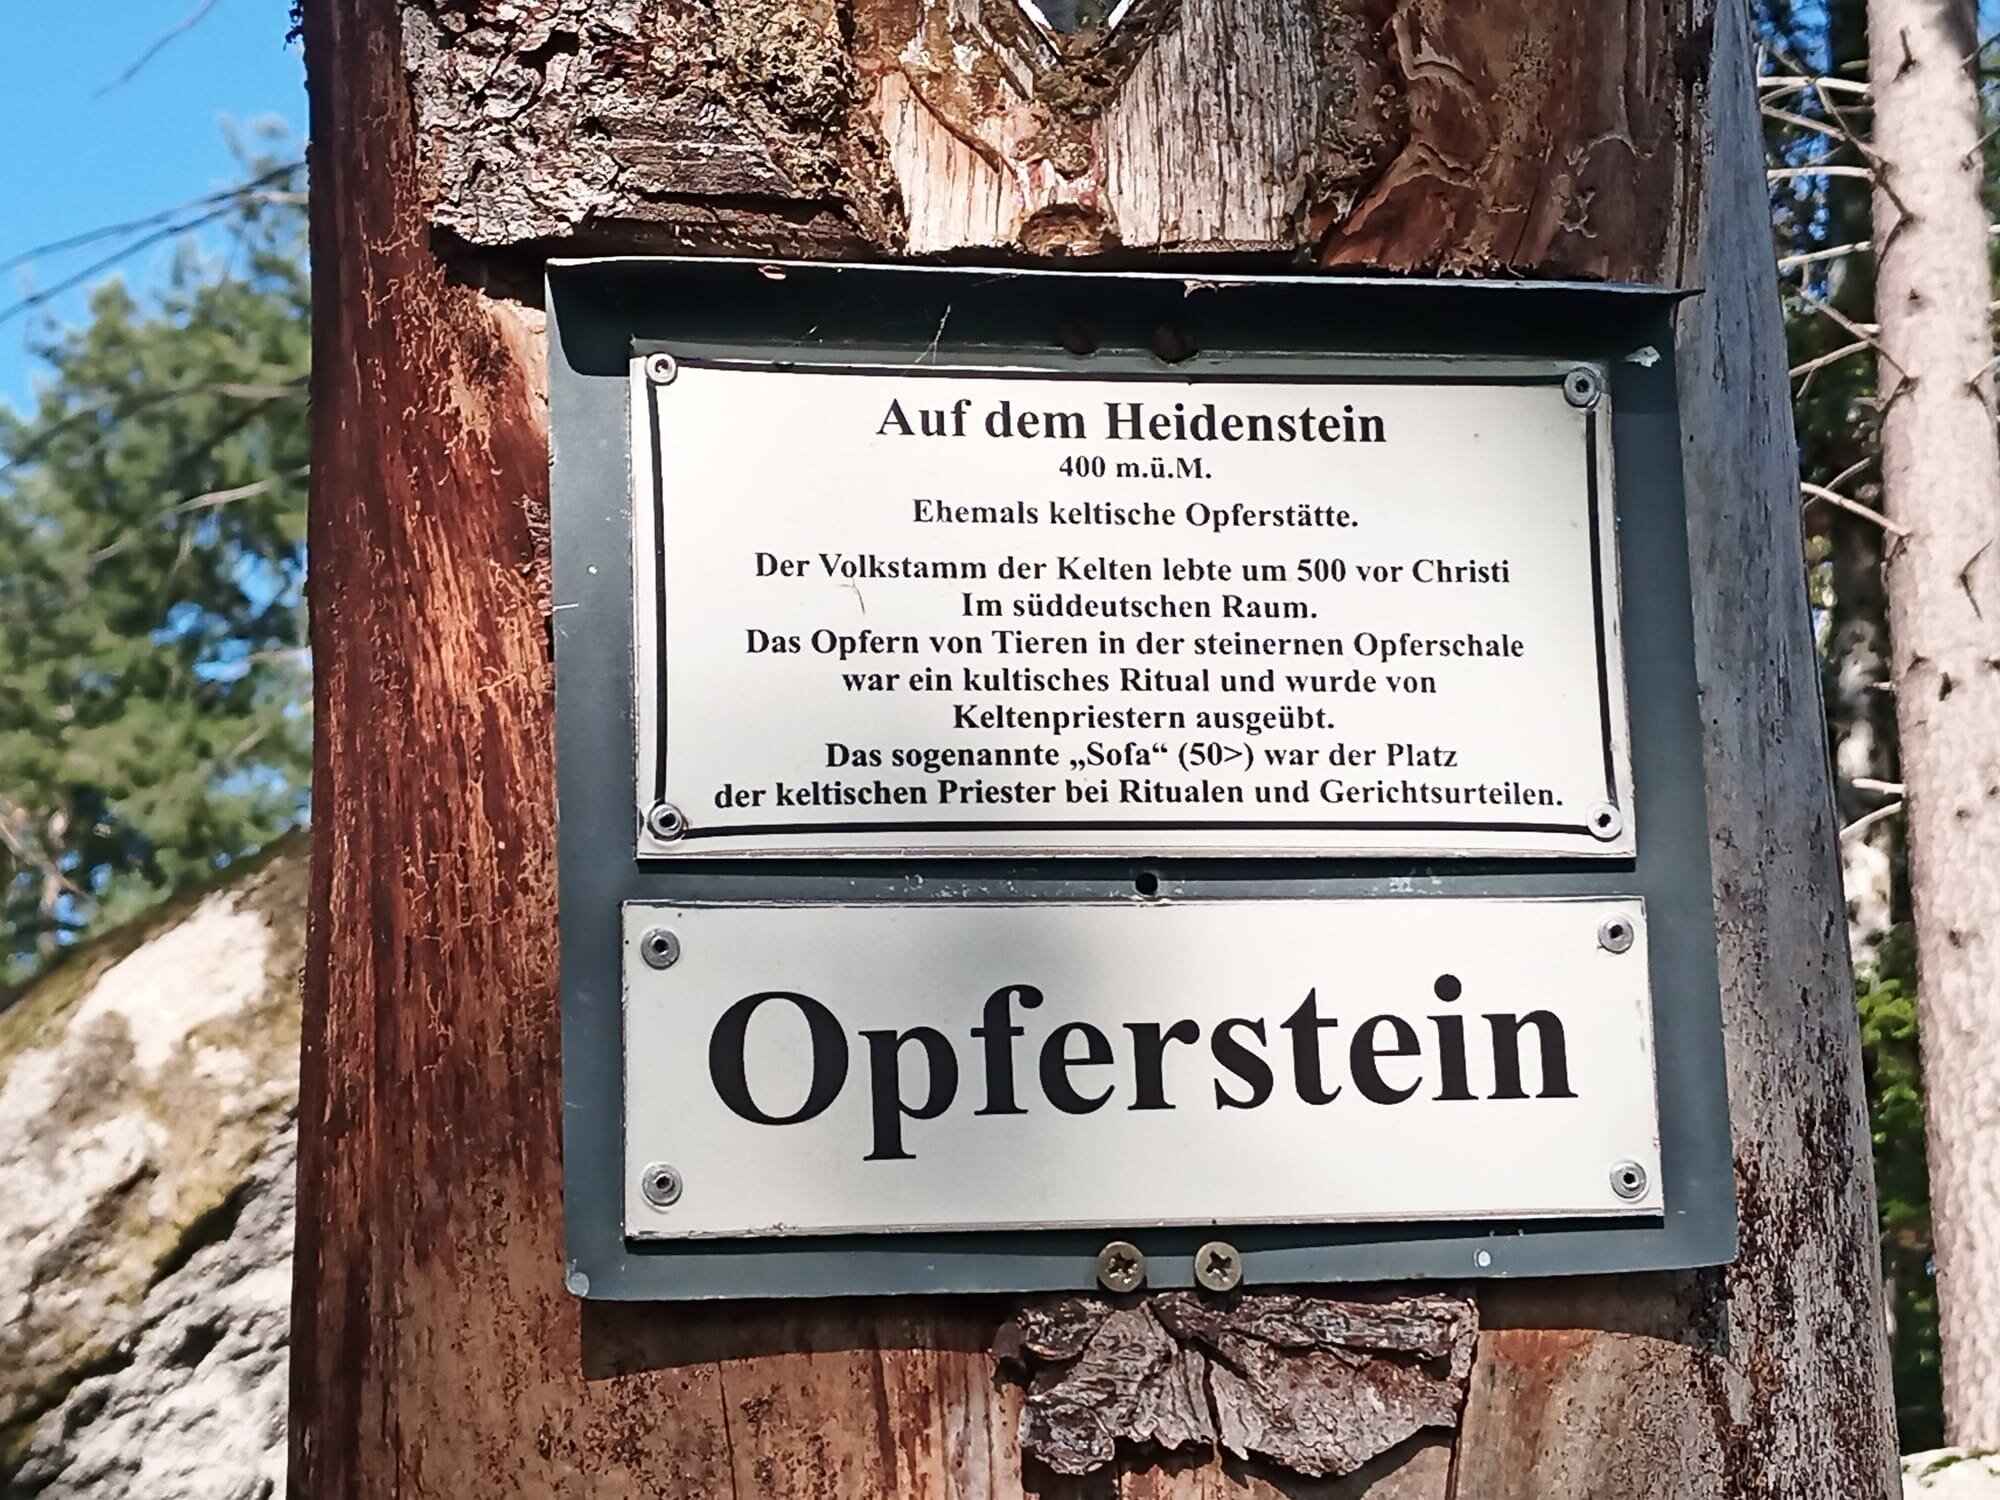 Auf dem Heidenstein
400 m.ü.M.
Ehemals keltische Opferstätte.
Der Volkstamm der Kelten lebte um 500 vor Christi
Im süddeutschen Raum.
Das Opfern von Tieren in der steinernen Opferschale
war ein kultisches Ritual und wurde von
Keltenpriestern ausgeübt.
Das sogenannte „Sofa“ (50>) war der Platz
der keltischen Priester bei Ritualen und Gerichtsurteilen.
Opferstein